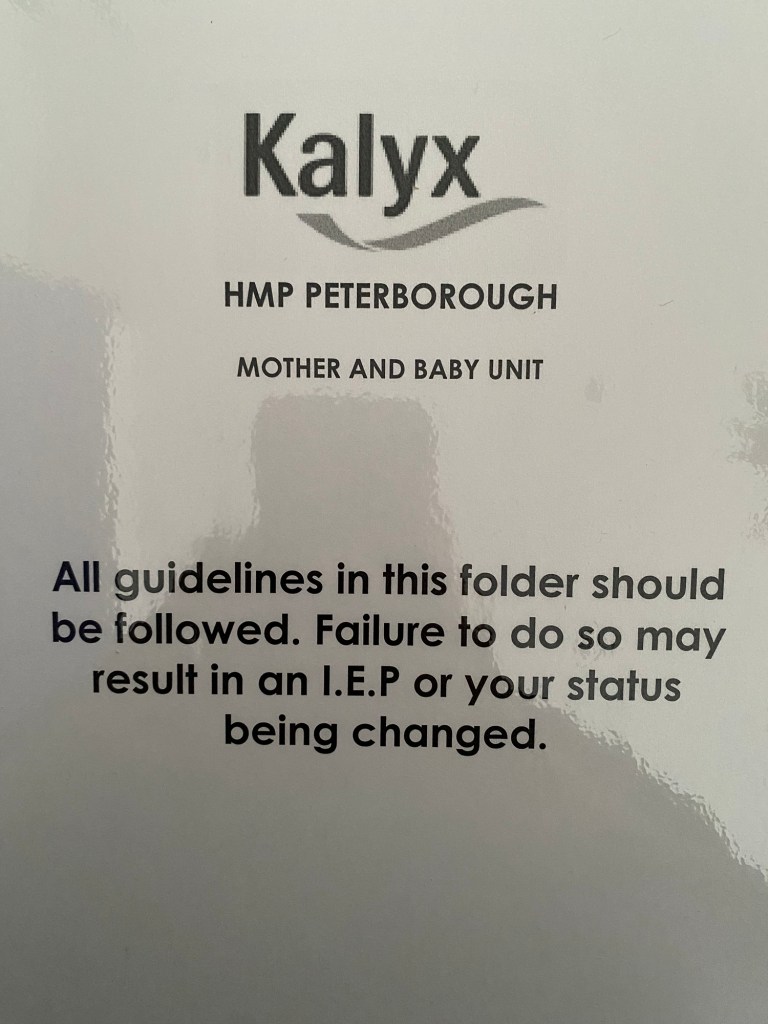 Kalyx
HMP PETERBOROUGH
MOTHER AND BABY UNIT
All guidelines in this folder should
be followed. Failure to do so may
result in an I.E.P or your status
being changed.